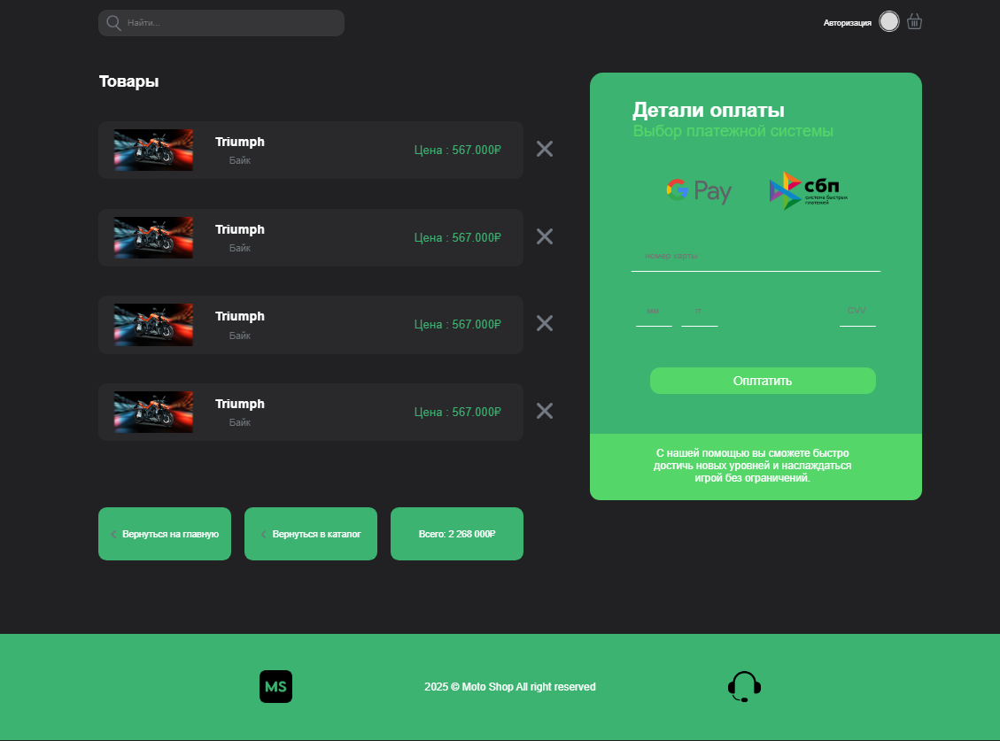 Найти...
Авторизация
Товары
Triumph
Байк
Цена : 567.000₽
Triumph
Байк
Цена : 567.000₽
Triumph
Байк
Цена : 567.000₽
Triumph
Байк
Цена : 567.000₽
Вернуться на главную
Вернуться в каталог
Всего: 2 268 000₽
Детали оплаты
Выбор платежной системы
G Pay
сбп
система быстрых
платежей
номер карты
мм
гг
CVV
Оплтатить
С нашей помощью вы сможете быстро
достичь новых уровней и наслаждаться
игрой без ограничений.
MS
2025 © Moto Shop All right reserved